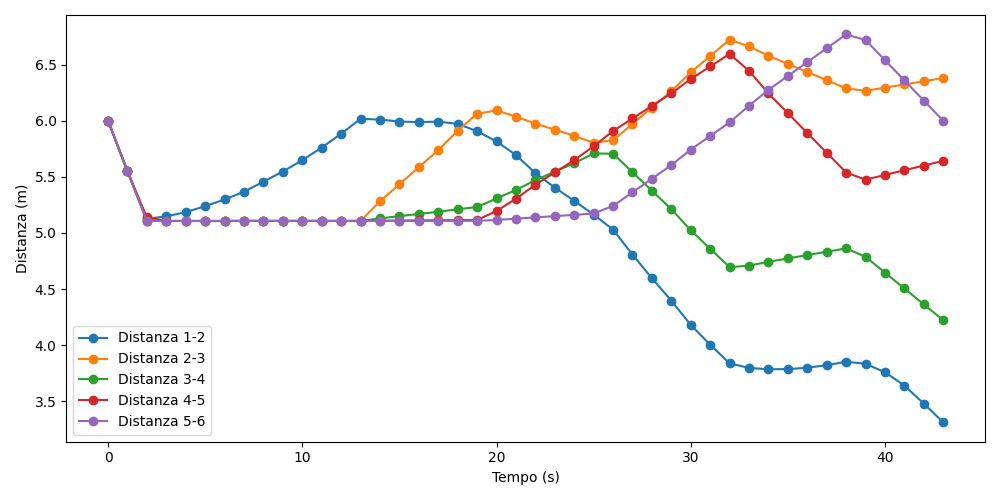 6.5
6.0
5.5
5.0
4.5
4.0
3.5
Distanza (m)
Distanza 1-2
Distanza 2-3
Distanza 3-4
Distanza 4-5
Distanza 5-6
0 10 20 30 40
Tempo (s)